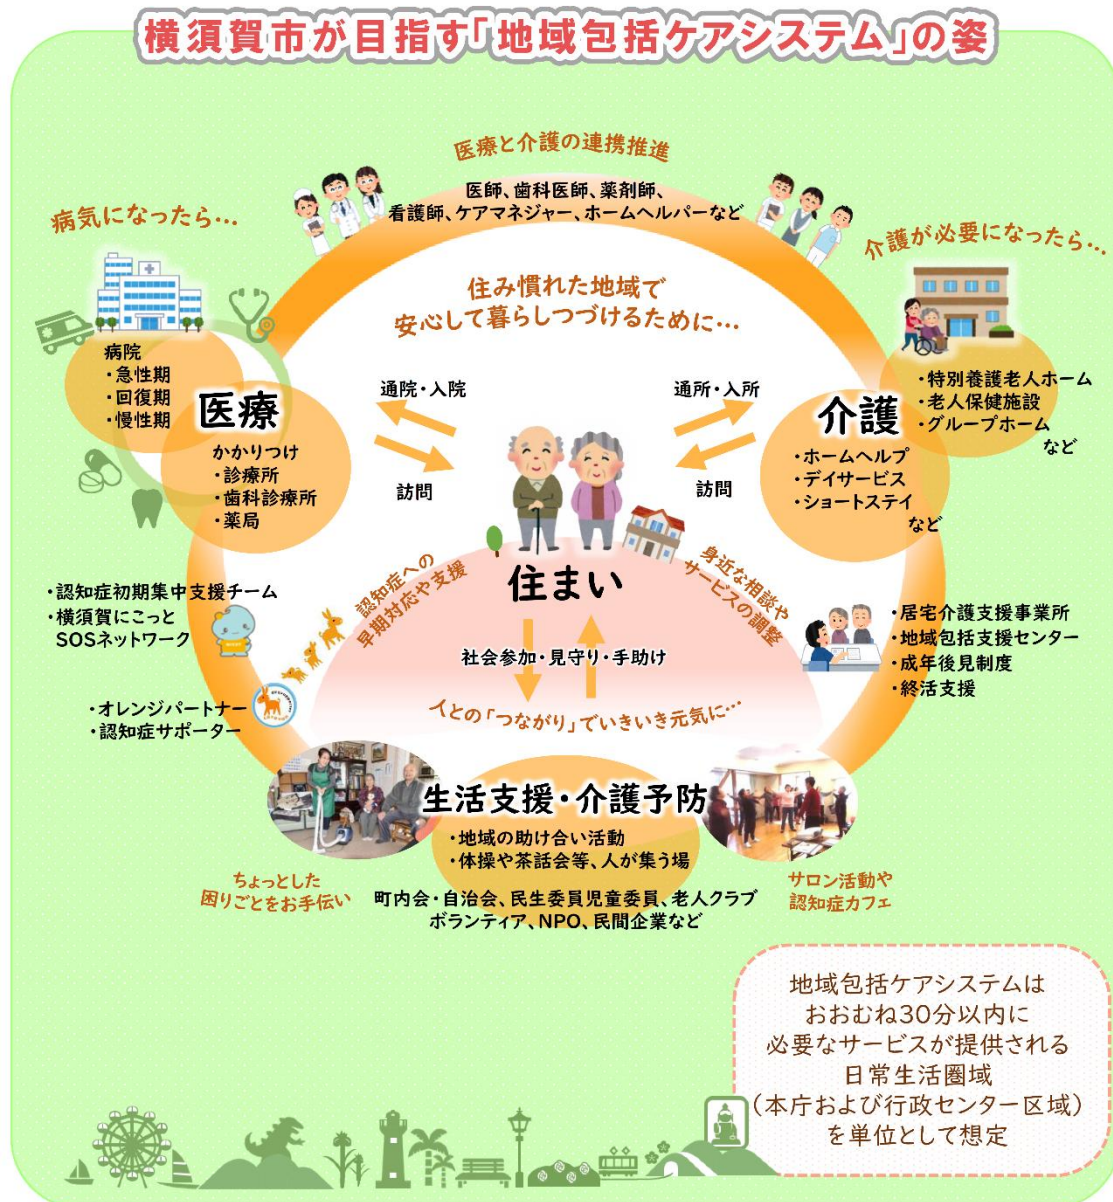 横須賀市が目指す「地域包括ケアシステム」の姿
医療と介護の連携推進
医師、歯科医師、薬剤師、
看護師、ケアマネジャー、ホームヘルパーなど
病気になったら…
介護が必要になったら…
住み慣れた地域で
安心して暮らしつづけるために…
病院
・急性期
・回復期
・慢性期
医療
かかりつけ
・診療所
・歯科診療所
・薬局
通院・入院
訪問
通所・入所
訪問
介護
・特別養護老人ホーム
・老人保健施設
・グループホーム
など
・ホームヘルプ
・デイサービス
・ショートステイ
など
住まい
認知症への
早期対応や支援
身近な相談や
サービスの調整
・認知症初期集中支援チーム
・横須賀にこっと
SOSネットワーク
・オレンジパートナー
・認知症サポーター
・居宅介護支援事業所
・地域包括支援センター
・成年後見制度
・終活支援
社会参加・見守り・手助け
人との「つながり」でいきいき元気に…
生活支援・介護予防
・地域の助け合い活動
・体操や茶話会等、人が集う場
町内会・自治会、民生委員児童委員、老人クラブ
ボランティア、NPO、民間企業など
ちょっとした
困りごとをお手伝い
サロン活動や
認知症カフェ
地域包括ケアシステムは
おおむね30分以内に
必要なサービスが提供される
日常生活圏域
(本庁および行政センター区域)
を単位として想定